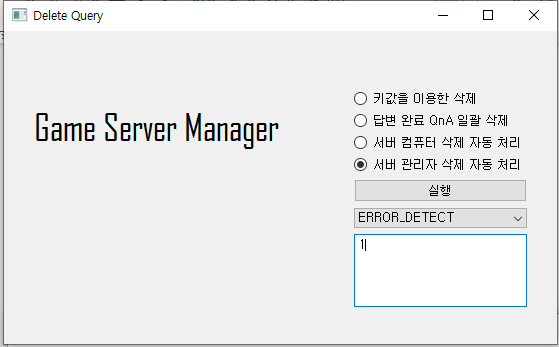 Delete Query
Game Server Manager
키값을 이용한 삭제
답변 완료 QnA 일괄 삭제
서버 컴퓨터 삭제 자동 처리
서버 관리자 삭제 자동 처리
실행
ERROR_DETECT
1